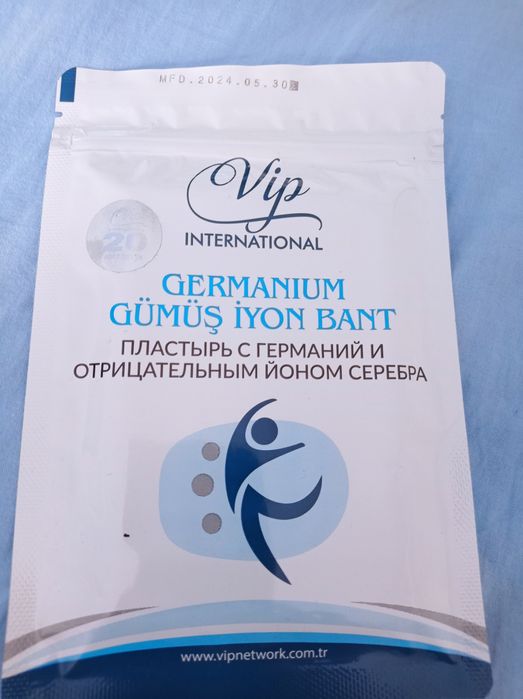 MFD.2024.05.30
Vip
INTERNATIONAL
20
GERMANIUM
GÜMÜŞ İYON BANT
ПЛАСТЫРЬ С ГЕРМАНИЙ И
ОТРИЦАТЕЛЬНЫМ ЙОНОМ СЕРЕБРА
www.vipnetwork.com.tr